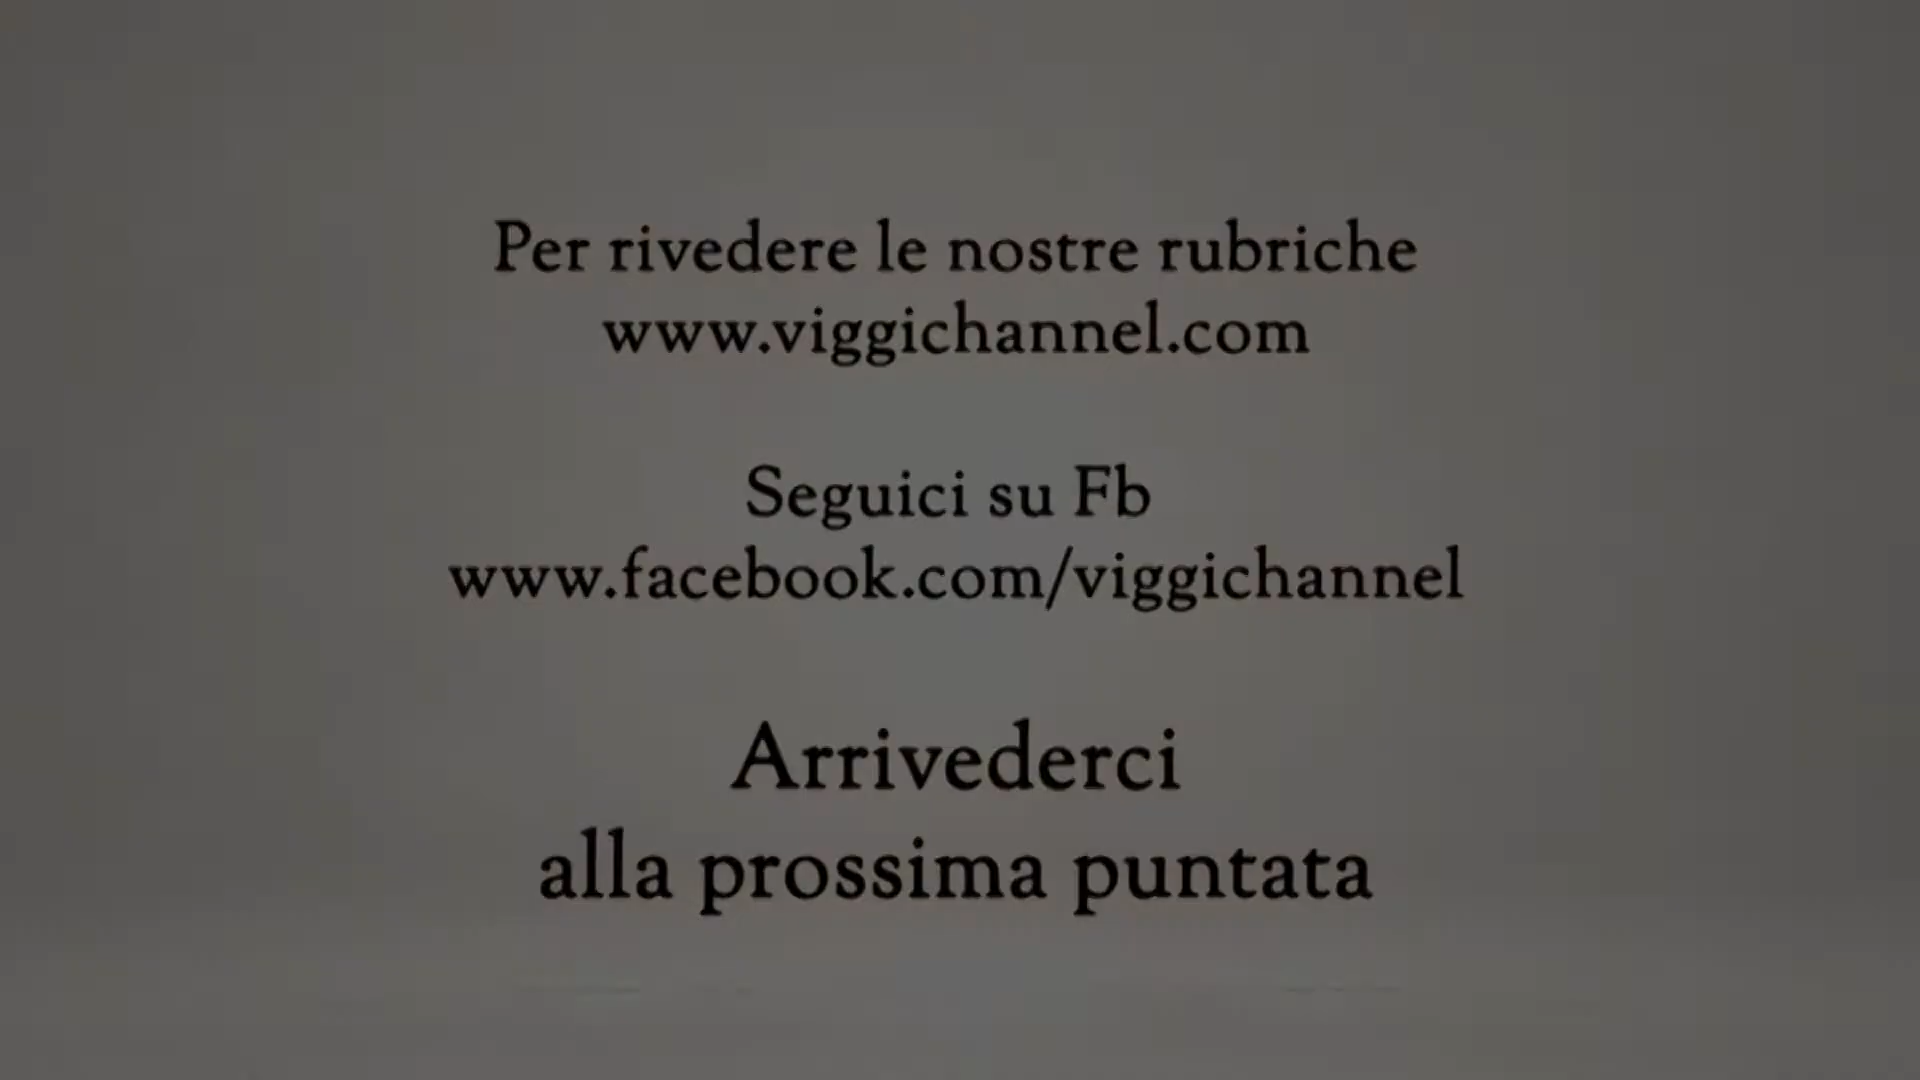 Per rivedere le nostre rubriche
www.viggichannel.com
Seguici su Fb
www.facebook.com/viggichannel
Arrivederci
alla prossima puntata